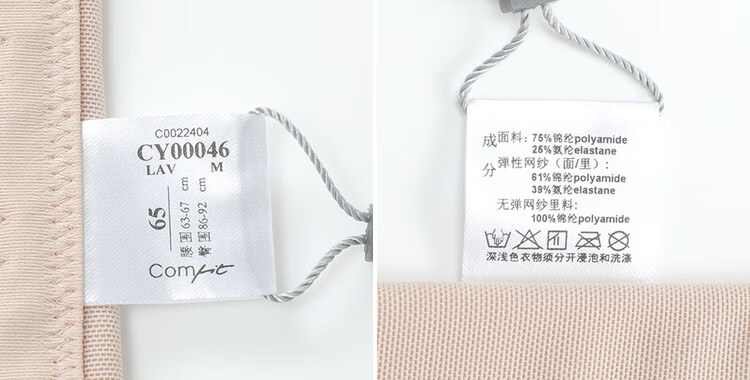 C0022404
CY00046
LAV M
65
腰围 63-67 cm
臀围 86-92 cm
Comfit
成分
面料: 75%锦纶polyamide
25%氨纶elastane
弹性网纱 (面/里):
61%锦纶polyamide
39%氨纶elastane
无弹网纱里料:
100%锦纶polyamide
深浅色衣物须分开浸泡和洗涤